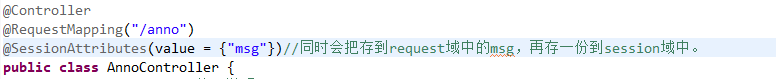 @Controller
@RequestMapping("/anno")
@SessionAttributes(value = {"msg"})//同时会把存到request域中的msg，再存一份到session域中。
public class AnnoController {